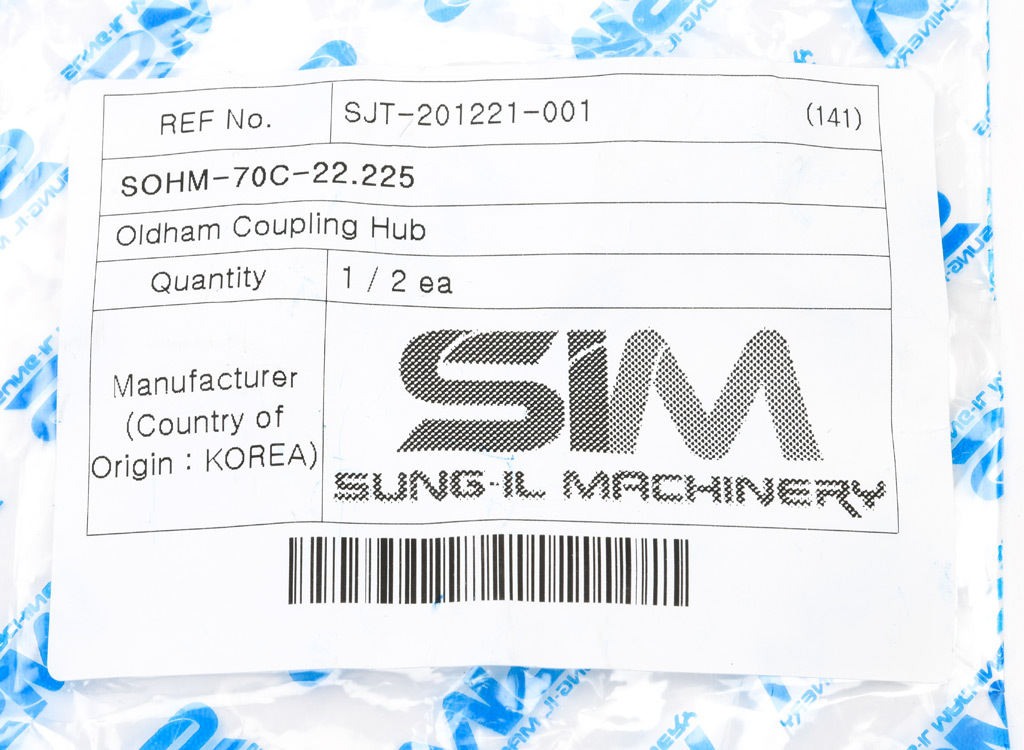 REF No. SJT-201221-001 (141)
SOHM-70C-22.225
Oldham Coupling Hub
Quantity 1 / 2 ea
Manufacturer
(Country of
Origin : KOREA)
SIM
SUNG-IL MACHINERY